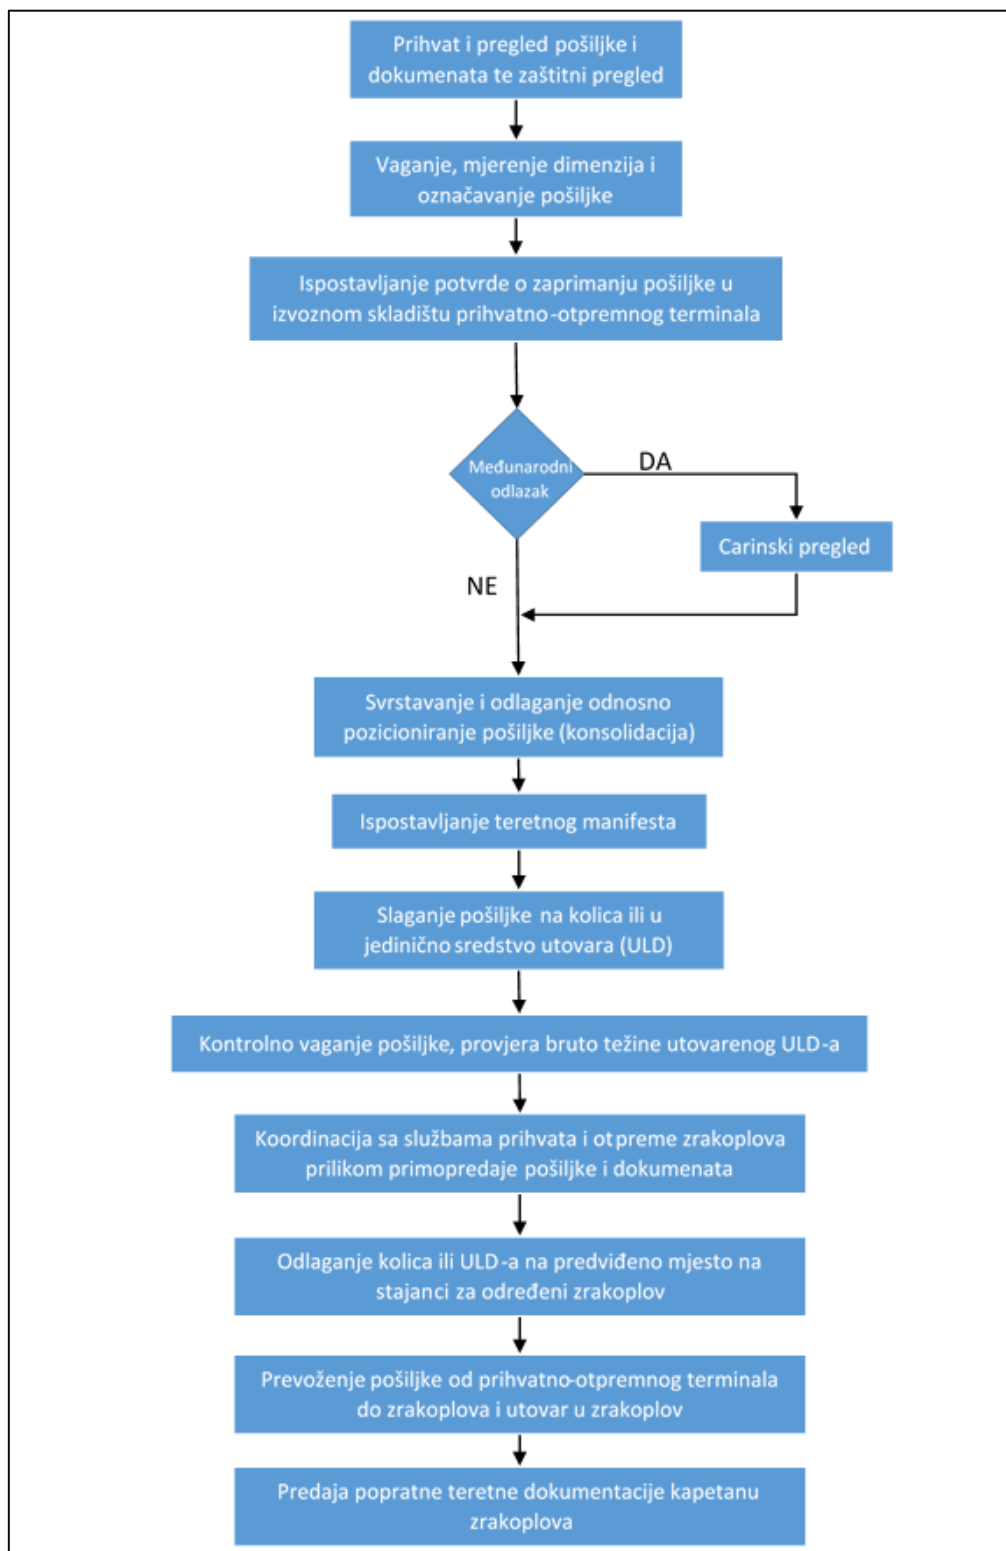 Prihvat i pregled pošiljke i
dokumenata te zaštitni pregled
Vaganje, mjerenje dimenzija i
označavanje pošiljke
Ispostavljanje potvrde o zaprimanju pošiljke u
izvoznom skladištu prihvatno-otpremnog terminala
Međunarodni
odlazak
DA
Carinski pregled
NE
Svrstavanje i odlaganje odnosno
pozicioniranje pošiljke (konsolidacija)
Ispostavljanje teretnog manifesta
Slaganje pošiljke na kolica ili u
jedinično sredstvo utovara (ULD)
Kontrolno vaganje pošiljke, provjera bruto težine utovarenog ULD-a
Koordinacija sa službama prihvata i otpreme zrakoplova
prilikom primopredaje pošiljke i dokumenata
Odlaganje kolica ili ULD-a na predviđeno mjesto na
stajanci za određeni zrakoplov
Prevoženje pošiljke od prihvatno-otpremnog terminala
do zrakoplova i utovar u zrakoplov
Predaja popratne teretne dokumentacije kapetanu
zrakoplova